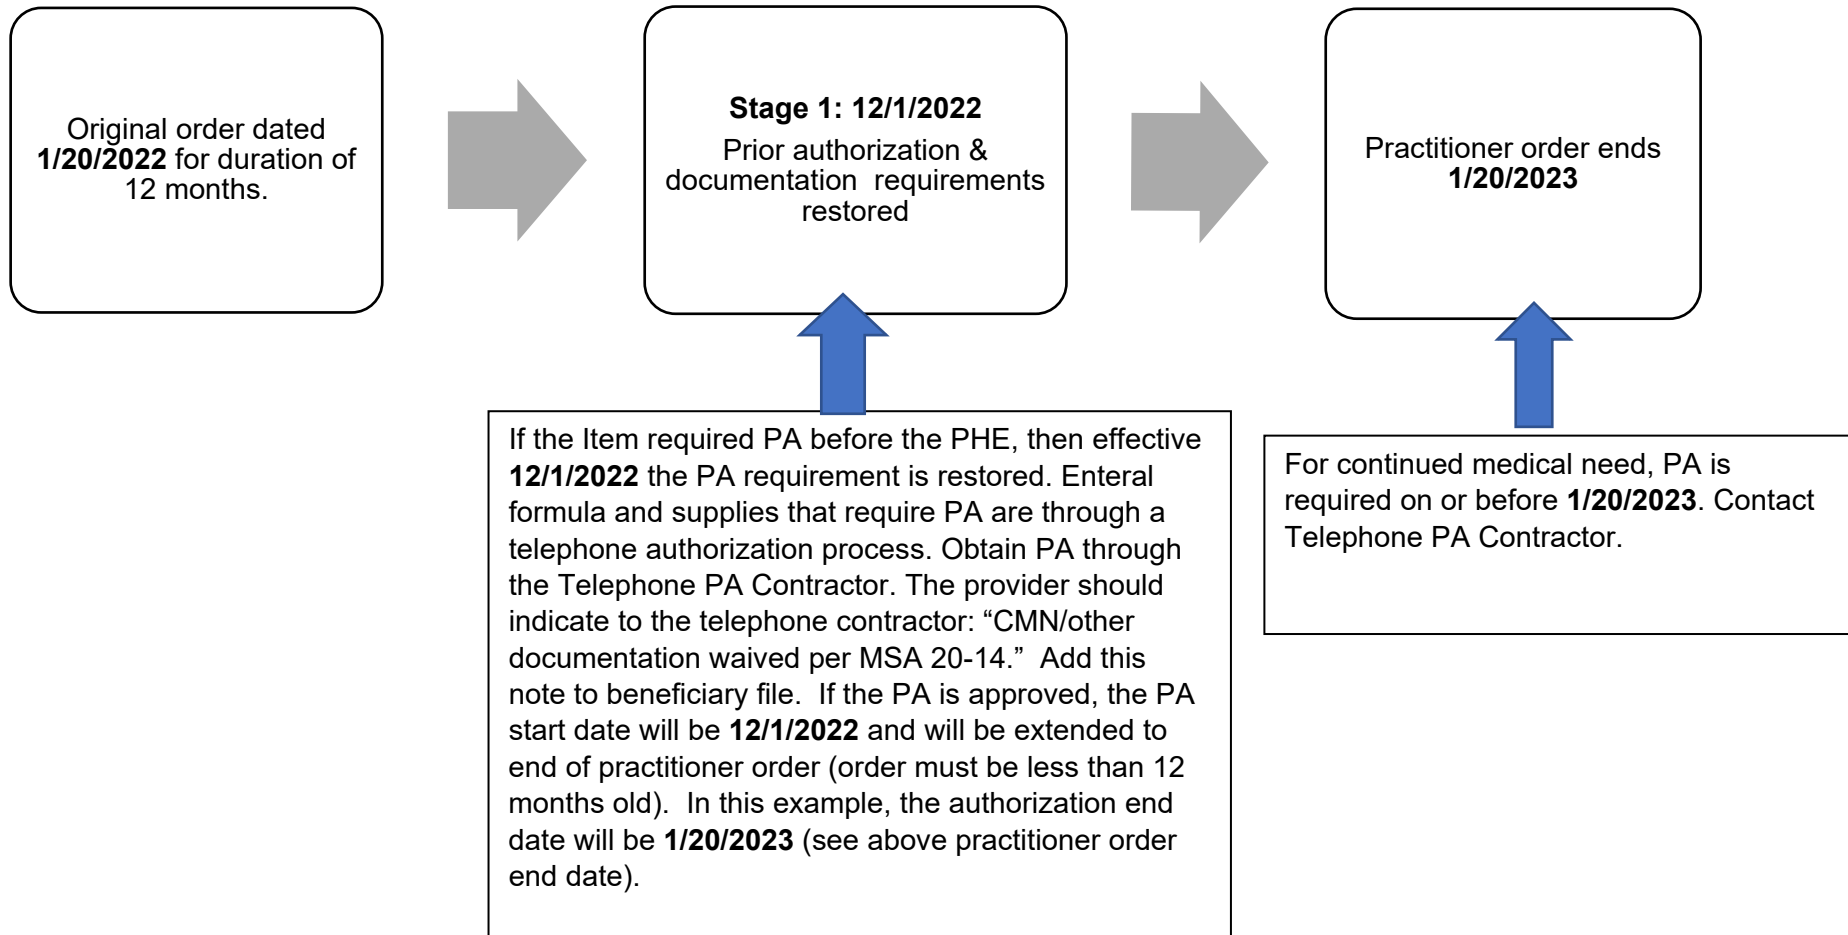 Original order dated
1/20/2022 for duration of
12 months.
Stage 1: 12/1/2022
Prior authorization &
documentation requirements
restored
Practitioner order ends
1/20/2023
If the Item required PA before the PHE, then effective
12/1/2022 the PA requirement is restored. Enteral
formula and supplies that require PA are through a
telephone authorization process. Obtain PA through
the Telephone PA Contractor. The provider should
indicate to the telephone contractor: “CMN/other
documentation waived per MSA 20-14.” Add this
note to beneficiary file. If the PA is approved, the PA
start date will be 12/1/2022 and will be extended to
end of practitioner order (order must be less than 12
months old). In this example, the authorization end
date will be 1/20/2023 (see above practitioner order
end date).
For continued medical need, PA is
required on or before 1/20/2023. Contact
Telephone PA Contractor.